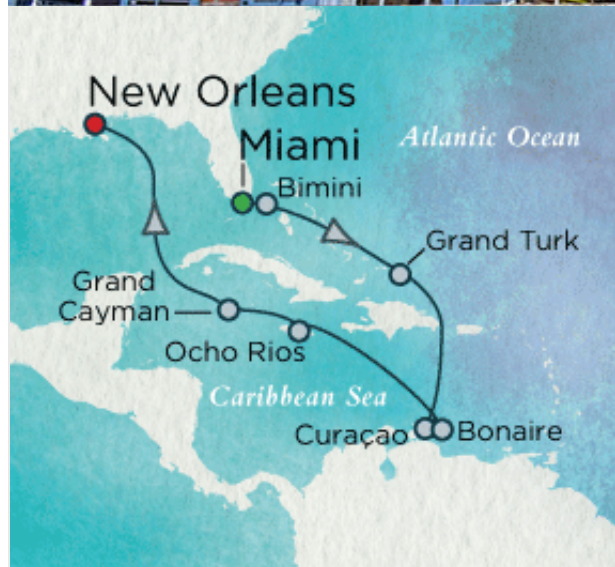 New Orleans
Atlantic Ocean
Miami
Bimini
Grand Turk
Grand
Cayman
Ocho Rios
Caribbean Sea
Curaçao
Bonaire